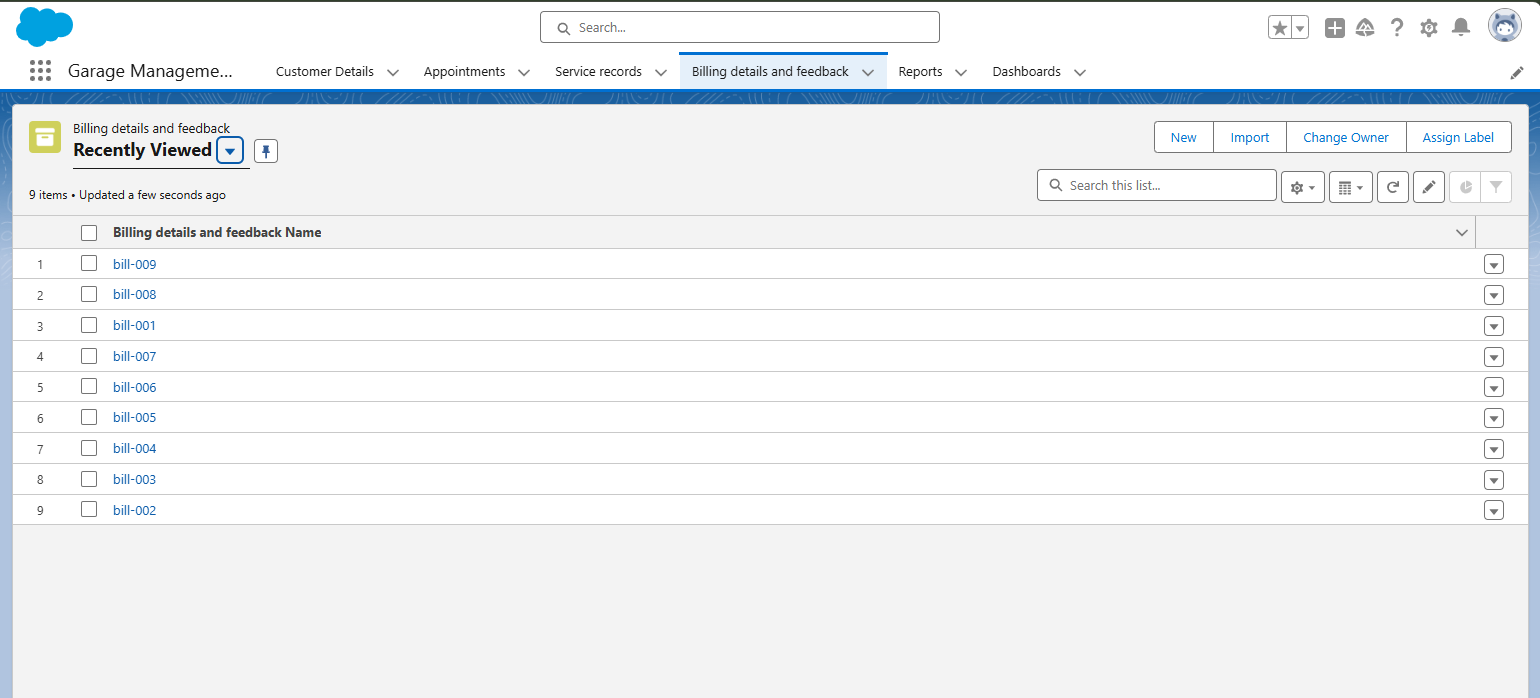 Search...
Garage Manageme...
Customer Details
Appointments
Service records
Billing details and feedback
Reports
Dashboards
Billing details and feedback
Recently Viewed
New
Import
Change Owner
Assign Label
9 items • Updated a few seconds ago
Search this list...
Billing details and feedback Name
1 bill-009
2 bill-008
3 bill-001
4 bill-007
5 bill-006
6 bill-005
7 bill-004
8 bill-003
9 bill-002